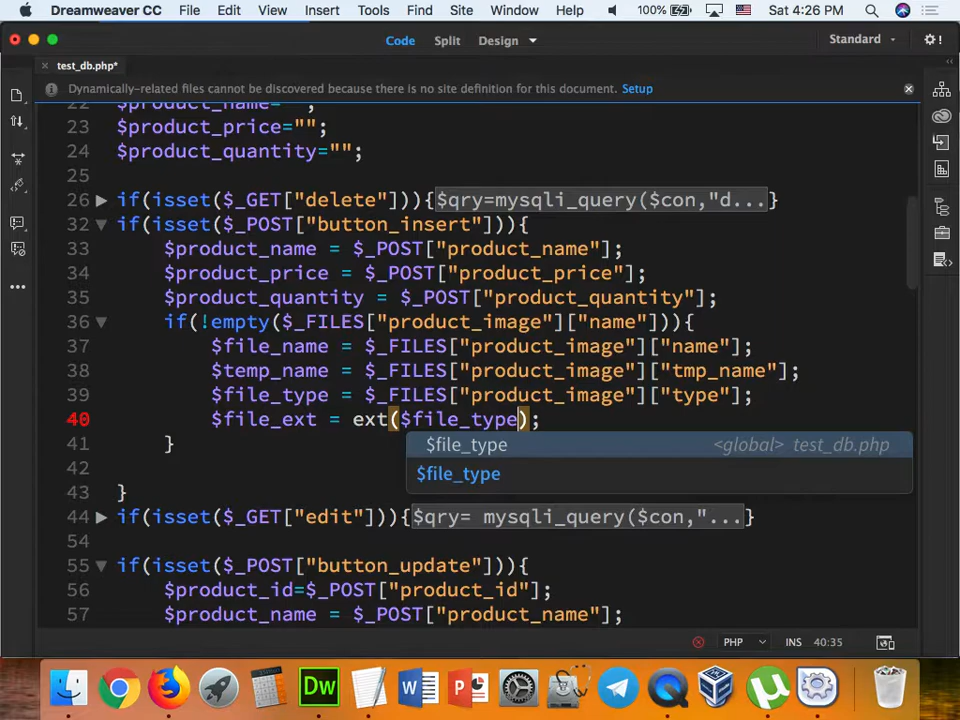 Dreamweaver CC File Edit View Insert Tools Find Site Window Help 100% Sat 4:26 PM
Code Split Design Standard
test_db.php*
Dynamically-related files cannot be discovered because there is no site definition for this document. Setup
22 $product_name="";
23 $product_price="";
24 $product_quantity="";
25
26 if(isset($_GET["delete"])){$qry=mysqli_query($con,"d...}
32 if(isset($_POST["button_insert"])){
33 $product_name = $_POST["product_name"];
34 $product_price = $_POST["product_price"];
35 $product_quantity = $_POST["product_quantity"];
36 if(!empty($_FILES["product_image"]["name"])){
37 $file_name = $_FILES["product_image"]["name"];
38 $temp_name = $_FILES["product_image"]["tmp_name"];
39 $file_type = $_FILES["product_image"]["type"];
40 $file_ext = ext($file_type);
$file_type <global> test_db.php
41 }
42
$file_type
43 }
44 if(isset($_GET["edit"])){$qry= mysqli_query($con,"...}
54
55 if(isset($_POST["button_update"])){
56 $product_id=$_POST["product_id"];
57 $product_name = $_POST["product_name"];
PHP INS 40:35
Dw W P